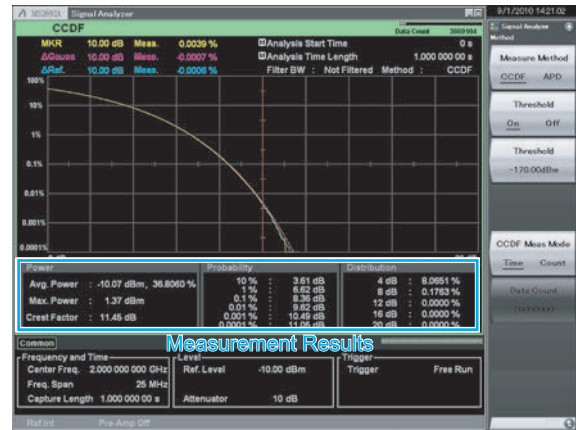 MS2692A Signal Analyzer
9/1/2010 14:21:02
CCDF
Data Count
MKR 10.00 dB Meas. 0.0039 %
ΔGauss 10.00 dB Meas. -0.0007 %
ΔRef. 10.00 dB Meas. -0.0006 %
Analysis Start Time 0 s
Analysis Time Length 1.000 000 00 s
Filter BW : Not Filtered Method : CCDF
100%
10%
1%
0.1%
0.01%
0.001%
0.0001%
Power
Avg. Power : -10.07 dBm, 36.8060 %
Max. Power : 1.37 dBm
Crest Factor : 11.45 dB
Probability
10 % : 3.61 dB
1 % : 6.62 dB
0.1 % : 8.36 dB
0.01 % : 9.62 dB
0.001 % : 10.49 dB
0.0001 % : 11.05 dB
Distribution
4 dB : 8.0651 %
8 dB : 0.1763 %
12 dB : 0.0000 %
16 dB : 0.0000 %
20 dB : 0.0000 %
Measurement Results
Common
Frequency and Time
Center Freq. 2.000 000 000 GHz
Freq. Span 25 MHz
Capture Length 1.000 000 00 s
Level
Ref. Level -10.00 dBm
Attenuator 10 dB
Trigger
Trigger Free Run
Ref.Int Pre-Amp Off
Signal Analyzer
Method
Measure Method
CCDF APD
Threshold
On Off
Threshold
-170.00dBm
CCDF Meas Mode
Time Count
Data Count